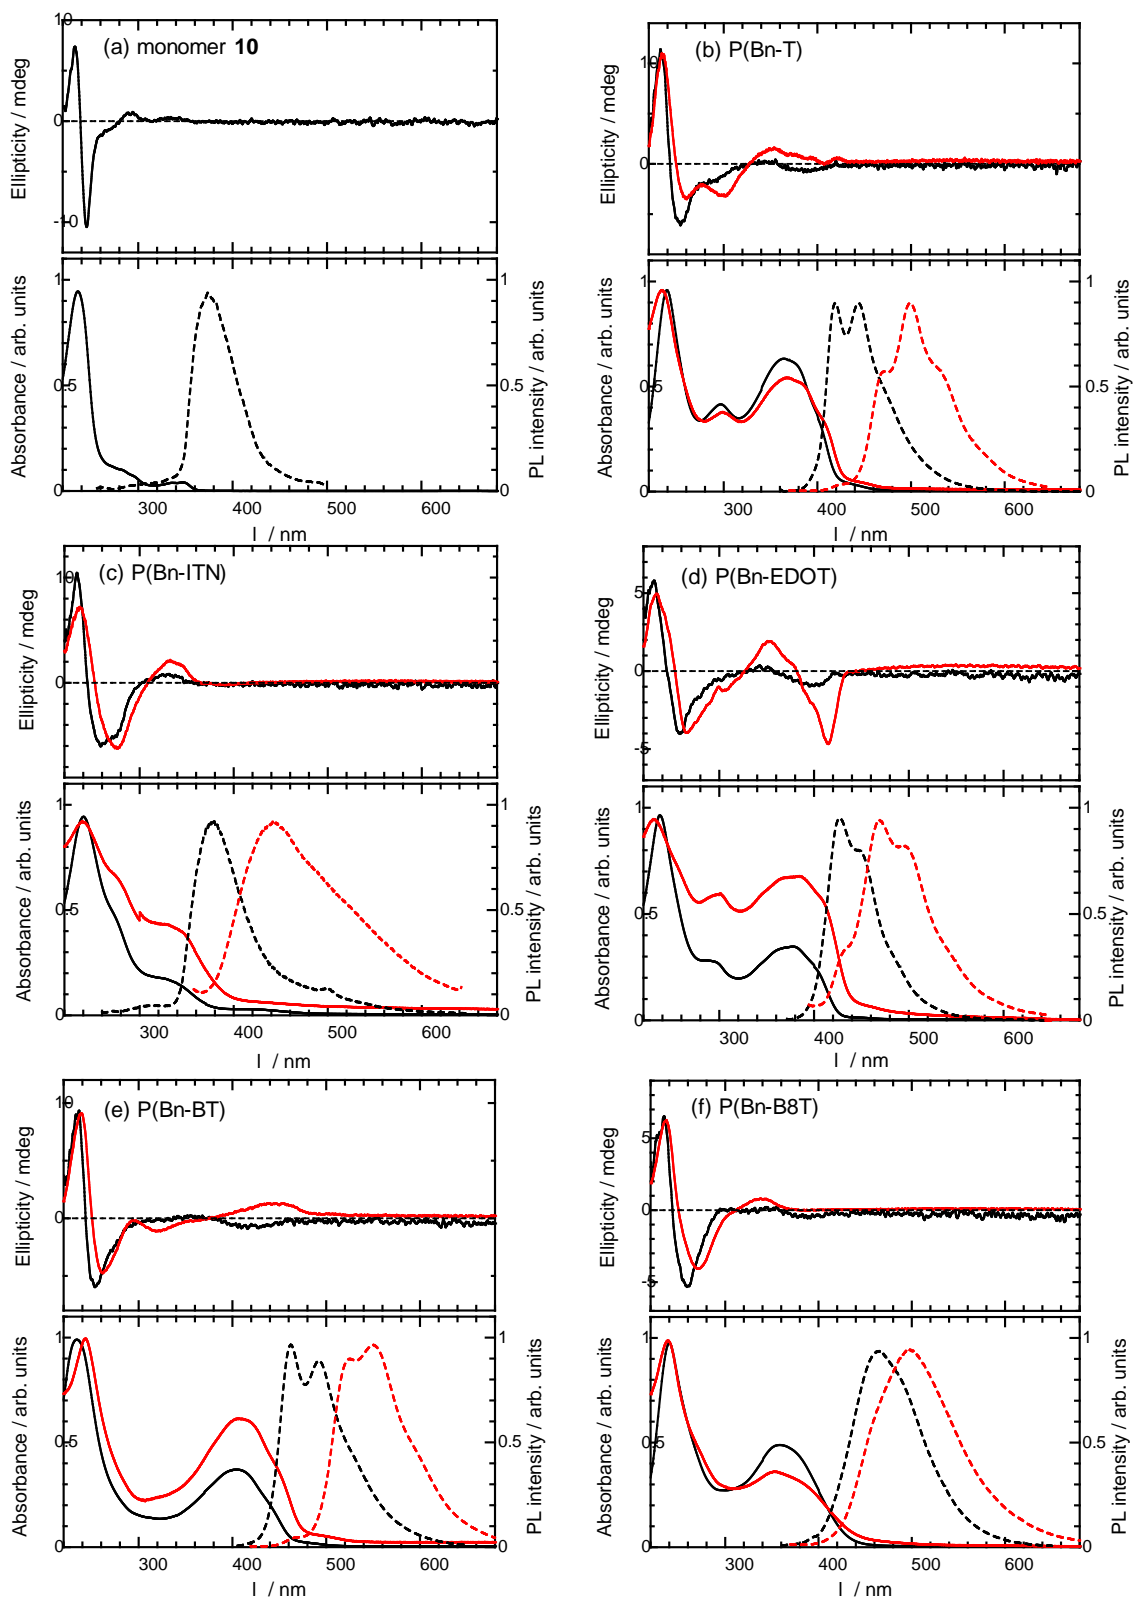 (a) monomer 10
Ellipticity / mdeg
10
0
-10
Absorbance / arb. units
1
0.5
0
PL intensity / arb. units
1
0.5
0
300 400 500 600
l / nm
(b) P(Bn-T)
Ellipticity / mdeg
10
0
Absorbance / arb. units
1
0.5
0
PL intensity / arb. units
1
0.5
0
300 400 500 600
l / nm
(c) P(Bn-ITN)
Ellipticity / mdeg
10
0
Absorbance / arb. units
1
0.5
0
PL intensity / arb. units
1
0.5
0
300 400 500 600
l / nm
(d) P(Bn-EDOT)
Ellipticity / mdeg
5
0
-5
Absorbance / arb. units
1
0.5
0
PL intensity / arb. units
1
0.5
0
300 400 500 600
l / nm
(e) P(Bn-BT)
Ellipticity / mdeg
10
0
Absorbance / arb. units
1
0.5
0
PL intensity / arb. units
1
0.5
0
300 400 500 600
l / nm
(f) P(Bn-B8T)
Ellipticity / mdeg
5
0
-5
Absorbance / arb. units
1
0.5
0
PL intensity / arb. units
1
0.5
0
300 400 500 600
l / nm